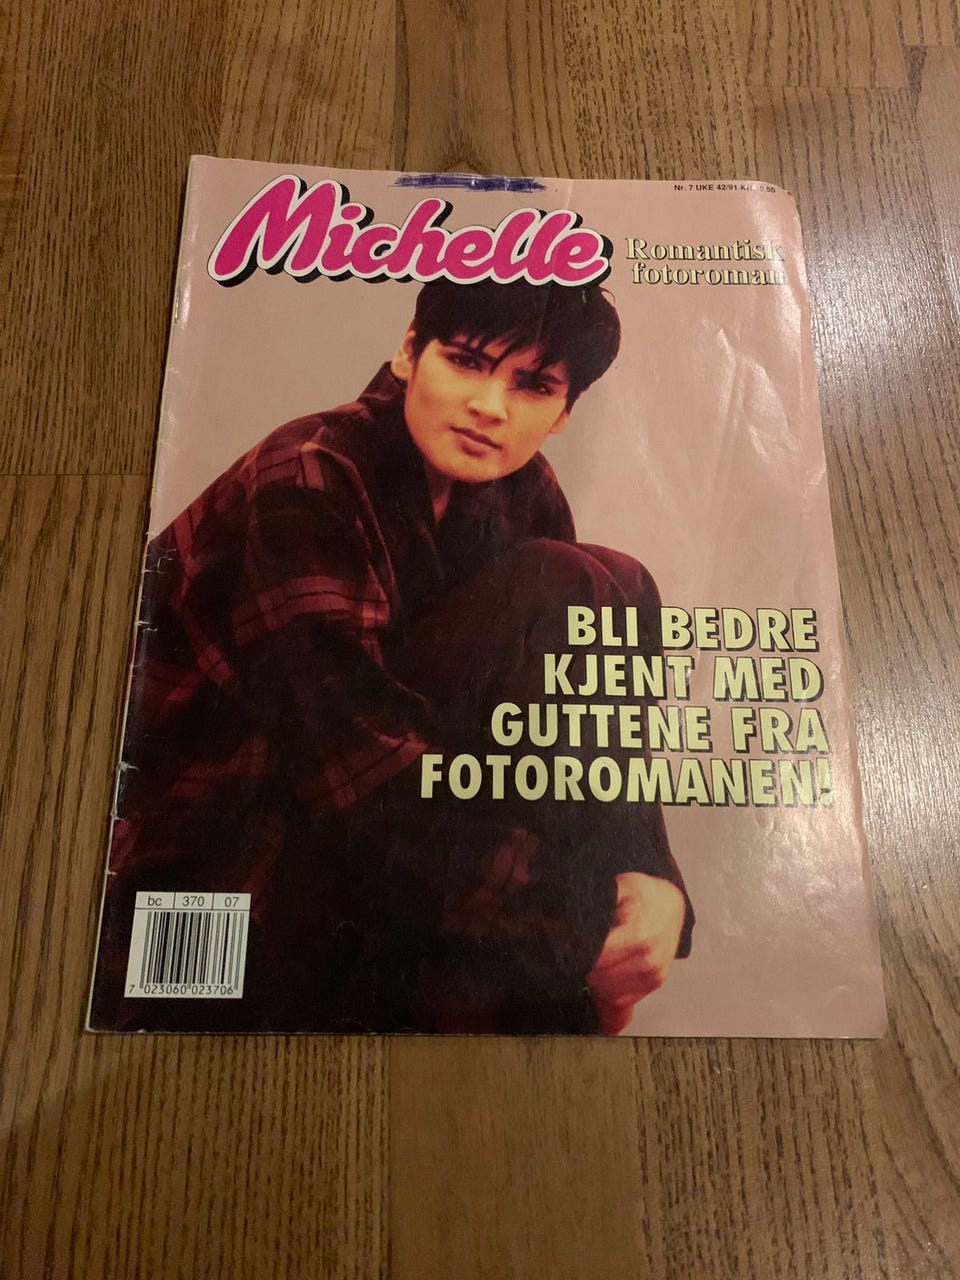 Nr. 7 UKE 42/91
Michelle
Romantisk
fotoroman
BLI BEDRE
KJENT MED
GUTTENE FRA
FOTOROMANEN!
bc 370 07
7 023060 023706